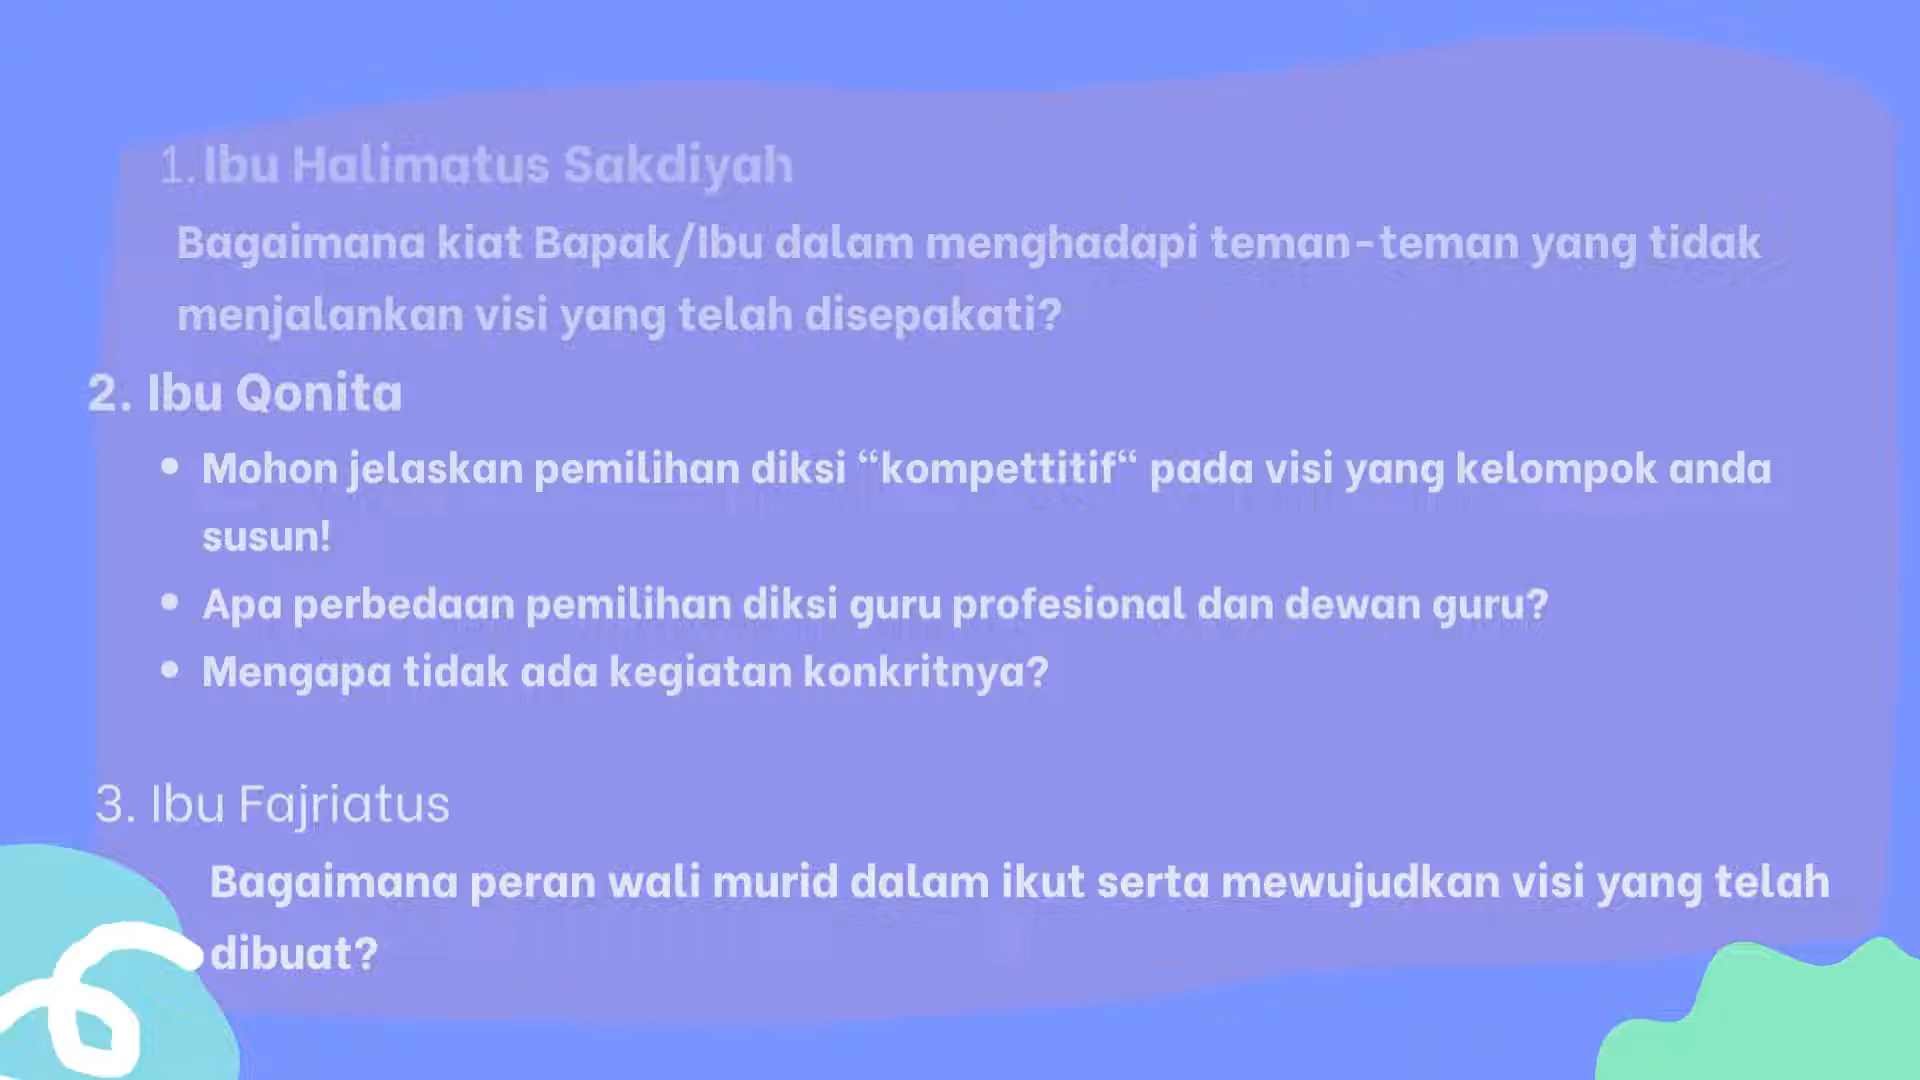 1. Ibu Halimatus Sakdiyah
Bagaimana kiat Bapak/Ibu dalam menghadapi teman-teman yang tidak
menjalankan visi yang telah disepakati?
2. Ibu Qonita
• Mohon jelaskan pemilihan diksi “kompettitif“ pada visi yang kelompok anda
susun!
• Apa perbedaan pemilihan diksi guru profesional dan dewan guru?
• Mengapa tidak ada kegiatan konkritnya?
3. Ibu Fajriatus
Bagaimana peran wali murid dalam ikut serta mewujudkan visi yang telah
dibuat?